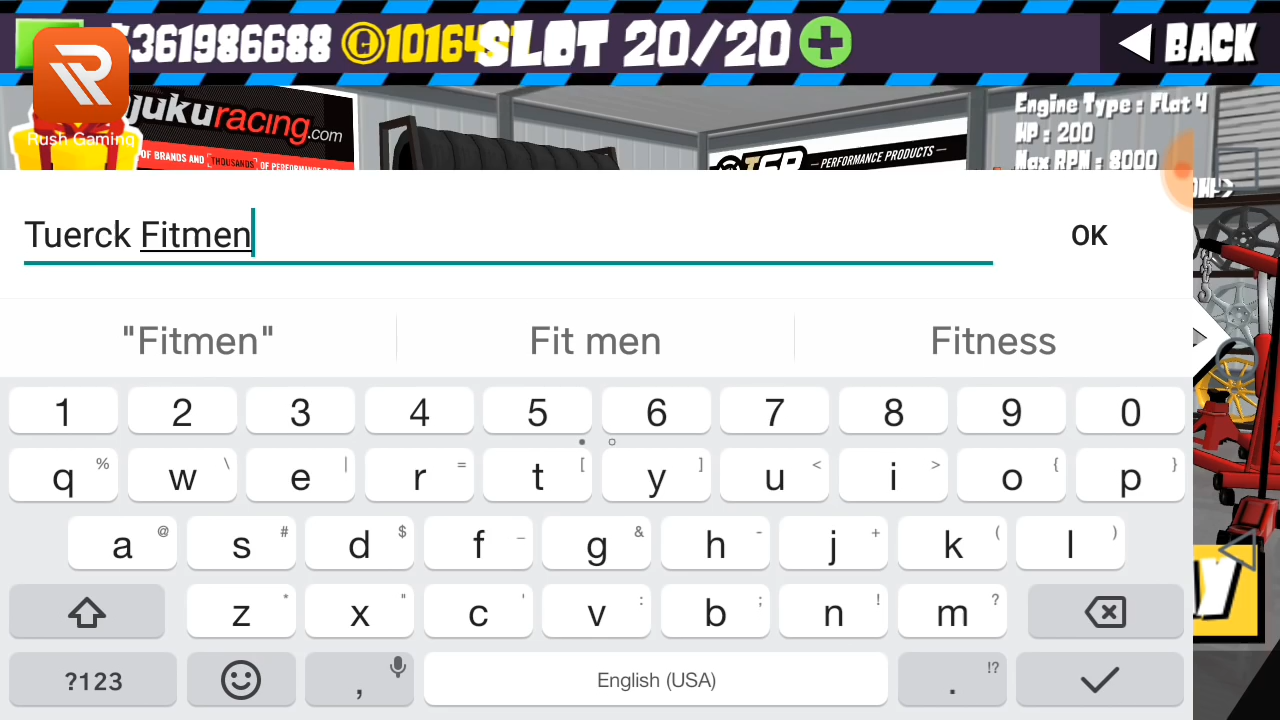 361986688 10164 SLOT 20/20 BACK
Rush Gaming
jukuracing.com
OF BRANDS AND THOUSANDS OF PERFORMANCE
PERFORMANCE PRODUCTS
Engine Type : Flat 4
HP : 200
Max RPM : 8000
Tuerck Fitmen
OK
"Fitmen" Fit men Fitness
1 2 3 4 5 6 7 8 9 0
q % w \ e | r = t [ y ] u < i > o { p }
a @ s # d $ f _ g & h - j + k ( l )
z * x " c ' v : b ; n ! m ?
?123 , English (USA) . !?